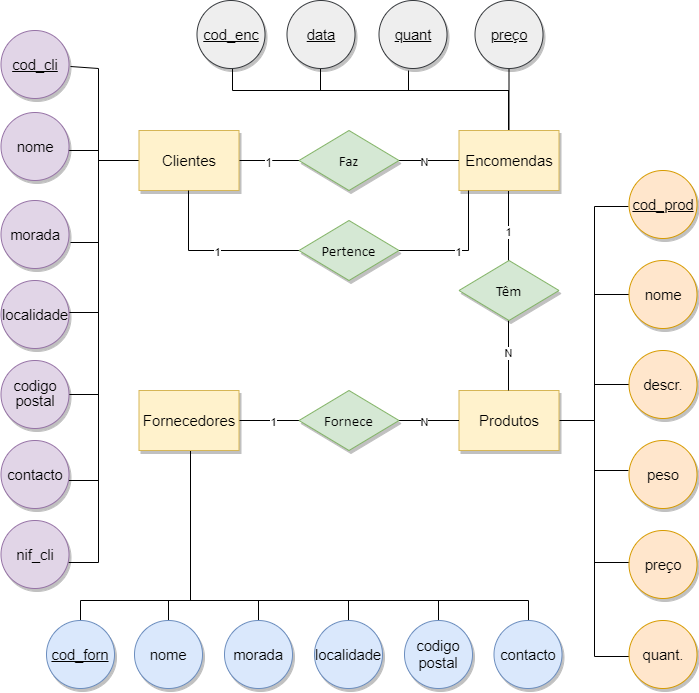 cod_enc
data
quant
preço
cod_cli
nome
morada
localidade
codigo
postal
contacto
nif_cli
Clientes
1
Faz
N
Encomendas
1
Pertence
1
1
Têm
N
Fornecedores
1
Fornece
N
Produtos
cod_prod
nome
descr.
peso
preço
quant.
cod_forn
nome
morada
localidade
codigo
postal
contacto